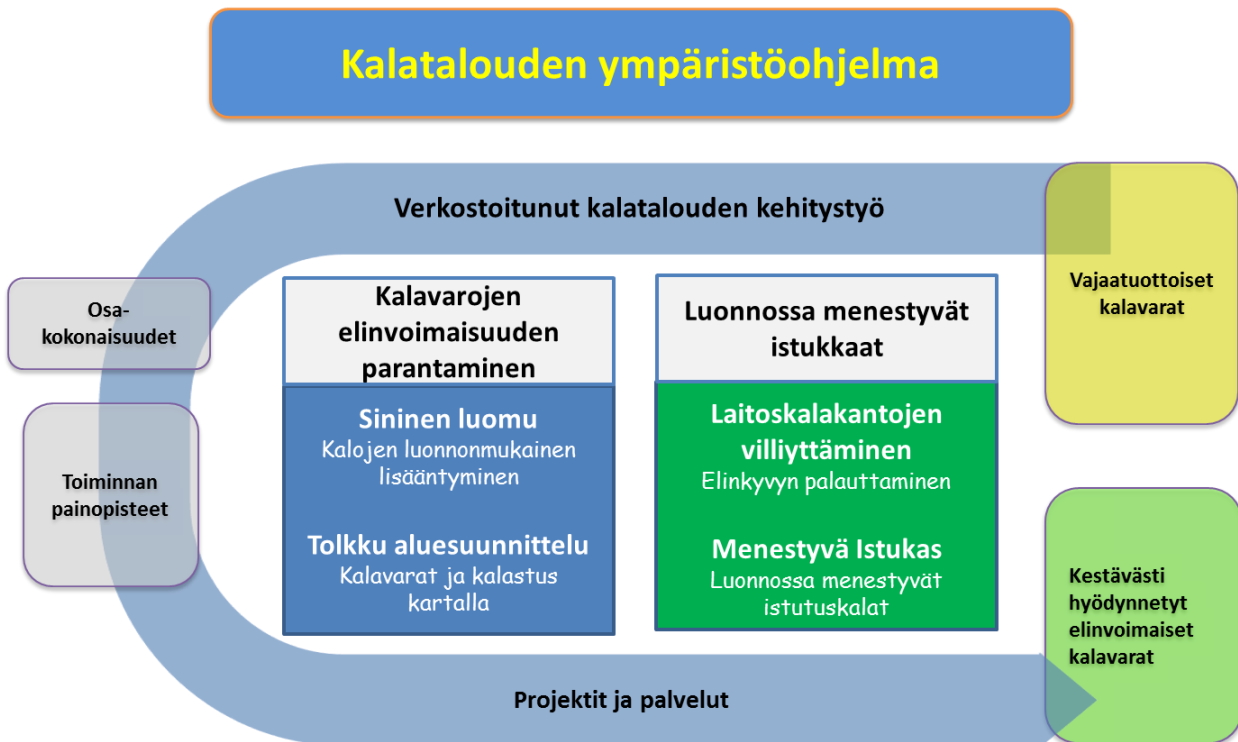 Kalatalouden ympäristöohjelma
Verkostoitunut kalatalouden kehitystyö
Vajaatuottoiset
kalavarat
Osa-
kokonaisuudet
Kalavarojen
elinvoimaisuuden
parantaminen
Luonnossa menestyvät
istukkaat
Toiminnan
painopisteet
Sininen luomu
Kalojen luonnonmukainen
lisääntyminen
Tolkku aluesuunnittelu
Kalavarat ja kalastus
kartalla
Laitoskalakantojen
villiyttäminen
Elinkyvyn palauttaminen
Menestyvä Istukas
Luonnossa menestyvät
istutuskalat
Kestävästi
hyödynnetyt
elinvoimaiset
kalavarat
Projektit ja palvelut